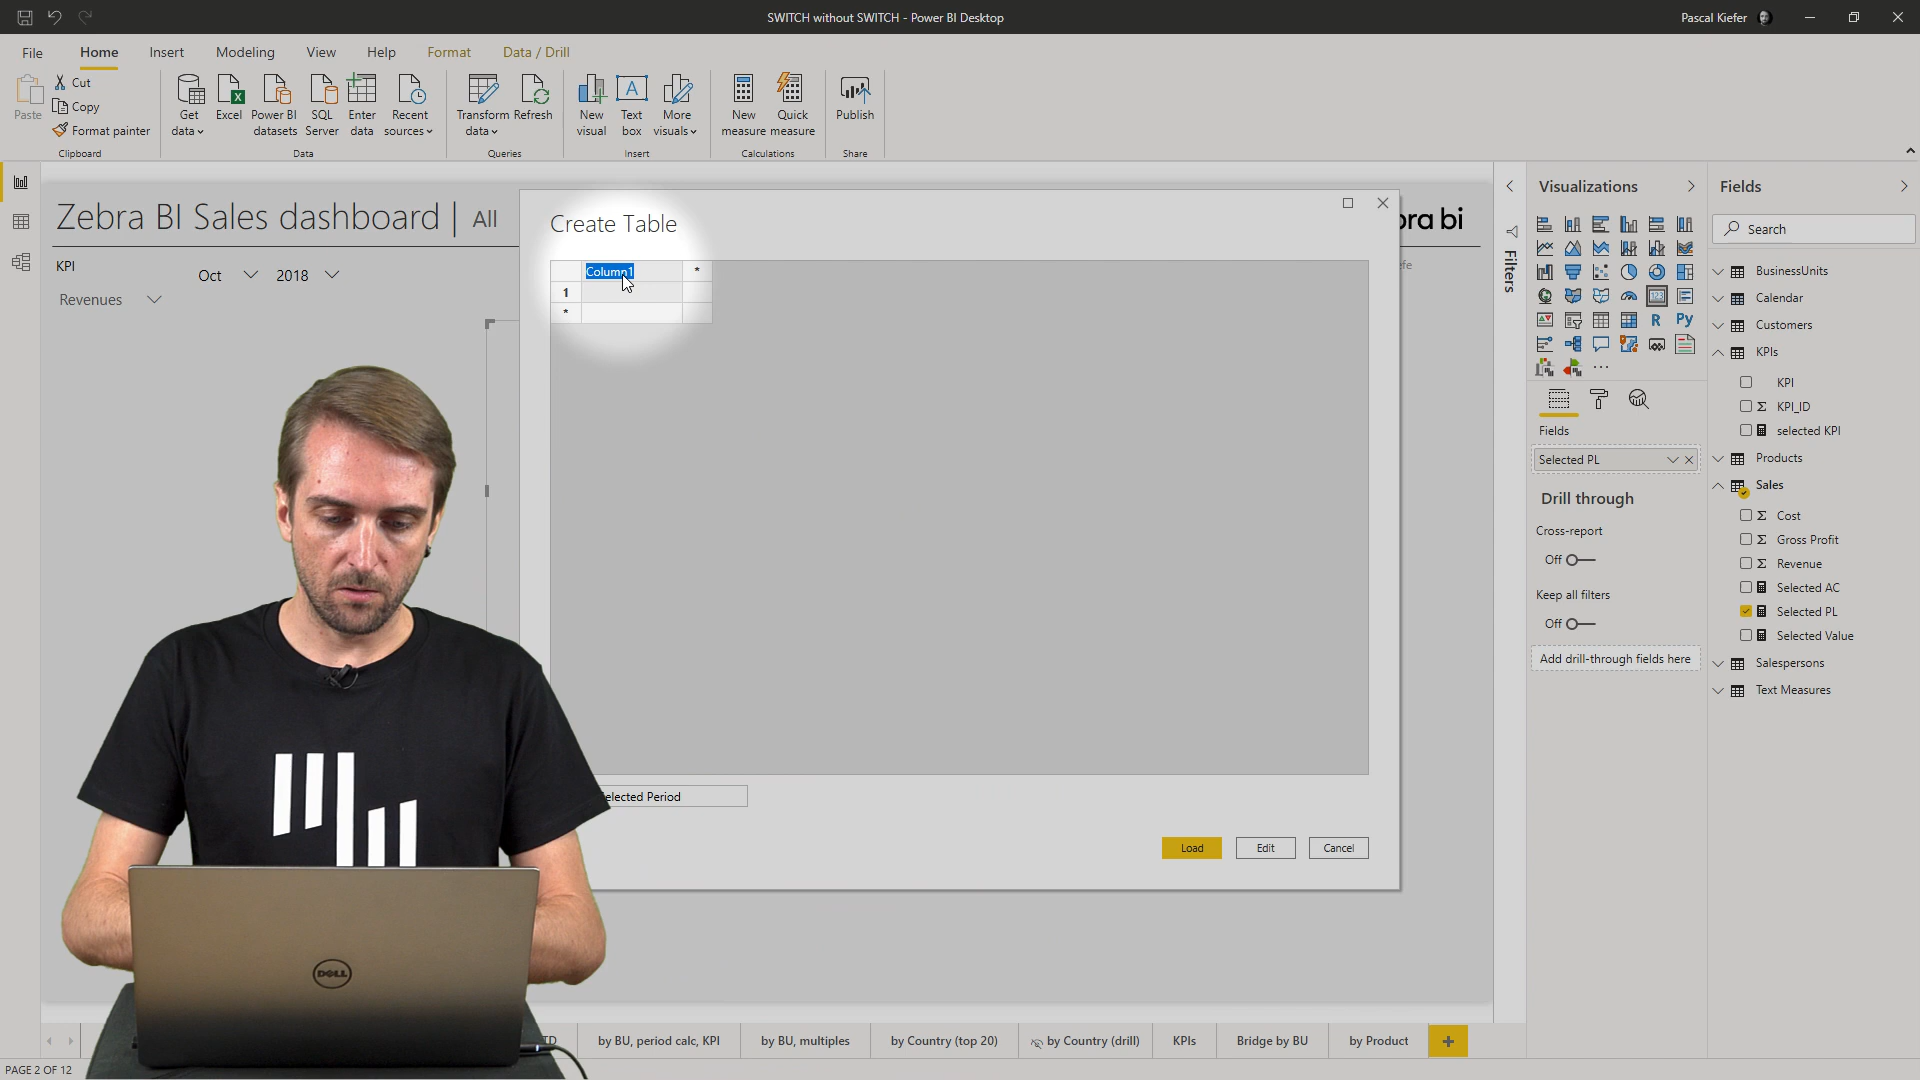 SWITCH without SWITCH - Power BI Desktop
Pascal Kiefer
File
Home
Insert
Modeling
View
Help
Format
Data / Drill
Paste
Cut
Copy
Format painter
Clipboard
Get data
Excel
Power BI datasets
SQL Server
Enter data
Recent sources
Data
Transform data
Refresh
Queries
New visual
Text box
More visuals
Insert
New measure
Quick measure
Calculations
Publish
Share
Zebra BI Sales dashboard | All
bra bi
KPI
Revenues
Oct
2018
Create Table
Column1
*
1
*
elected Period
Load
Edit
Cancel
Filters
Visualizations
R
Py
Fields
Selected PL
Drill through
Cross-report
Off
Keep all filters
Off
Add drill-through fields here
Fields
Search
BusinessUnits
Calendar
Customers
KPIs
KPI
Σ KPI_ID
selected KPI
Products
Sales
Σ Cost
Σ Gross Profit
Σ Revenue
Selected AC
Selected PL
Selected Value
Salespersons
Text Measures
DELL
by BU, period calc, KPI
by BU, multiples
by Country (top 20)
by Country (drill)
KPIs
Bridge by BU
by Product
+
PAGE 2 OF 12